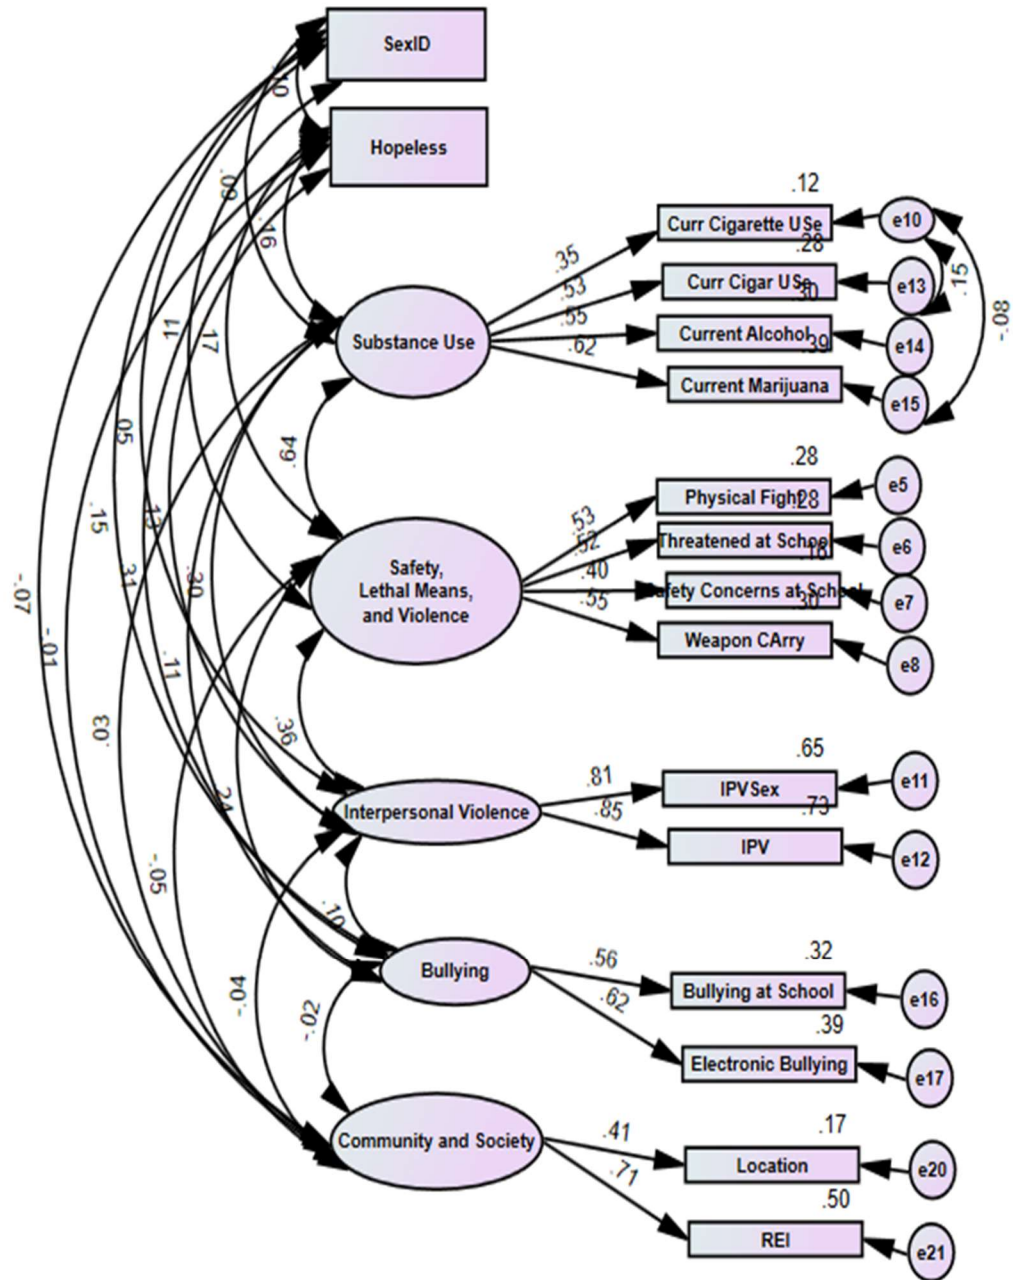 SexID
.10
Hopeless
.09
.16
.12
Curr Cigarette USe
e10
.28
.35
Curr Cigar USe
e13
.15
.53
.30
-.08
.55
Current Alcohol
e14
.39
.62
Substance Use
Current Marijuana
e15
.11
.17
.05
.64
.28
Physical Fight
e5
.28
.53
Threatened at School
e6
.52
.16
.40
Safety Concerns at School
e7
.30
.55
Weapon CArry
e8
Safety,
Lethal Means,
and Violence
.15
.13
.31
.30
-.07
-.01
.11
.03
.36
.24
.65
.81
IPVSex
e11
.73
.85
IPV
e12
Interpersonal Violence
-.05
.10
.32
.56
Bullying at School
e16
.62
.39
Electronic Bullying
e17
Bullying
-.04
-.02
.17
.41
Location
e20
.71
.50
REI
e21
Community and Society